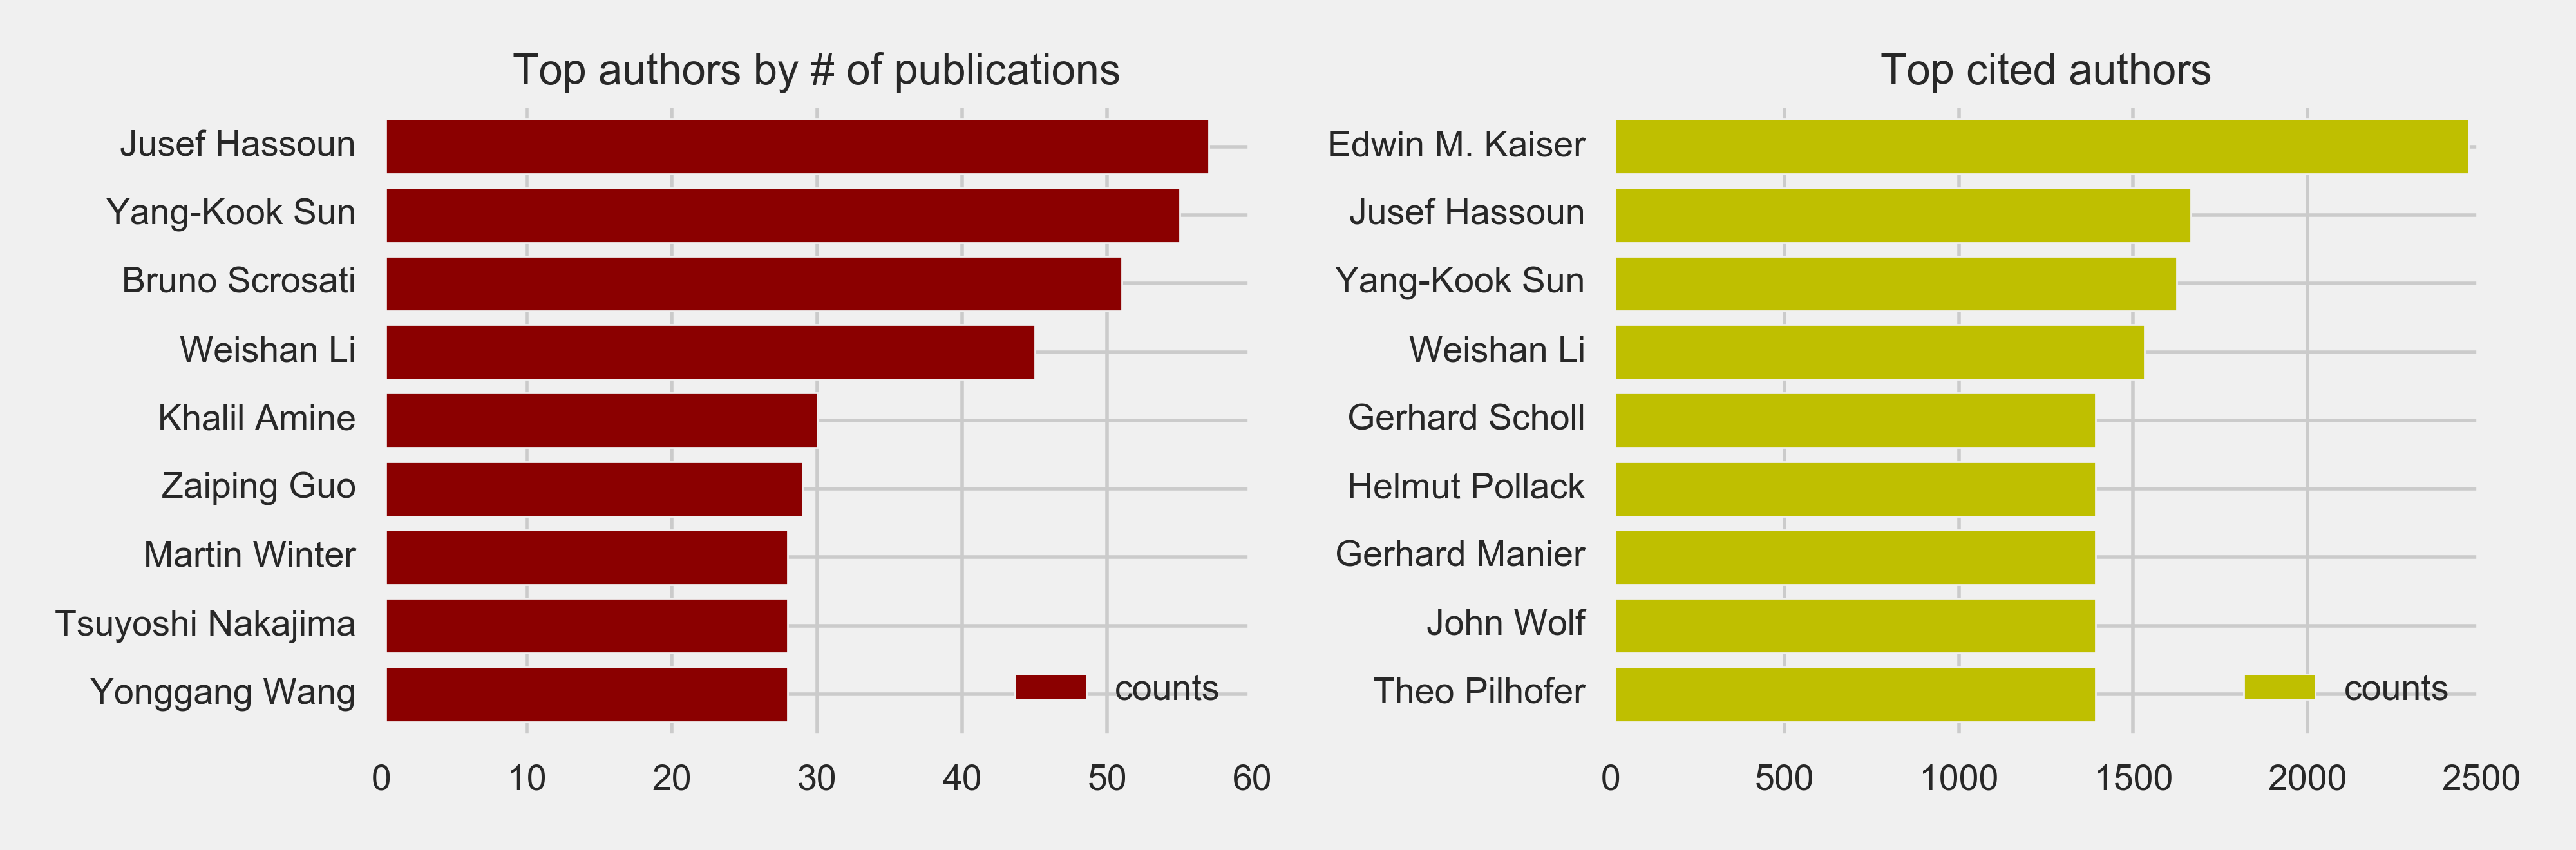 Top authors by # of publications
Jusef Hassoun
Yang-Kook Sun
Bruno Scrosati
Weishan Li
Khalil Amine
Zaiping Guo
Martin Winter
Tsuyoshi Nakajima
Yonggang Wang
counts
0 10 20 30 40 50 60
Top cited authors
Edwin M. Kaiser
Jusef Hassoun
Yang-Kook Sun
Weishan Li
Gerhard Scholl
Helmut Pollack
Gerhard Manier
John Wolf
Theo Pilhofer
counts
0 500 1000 1500 2000 2500